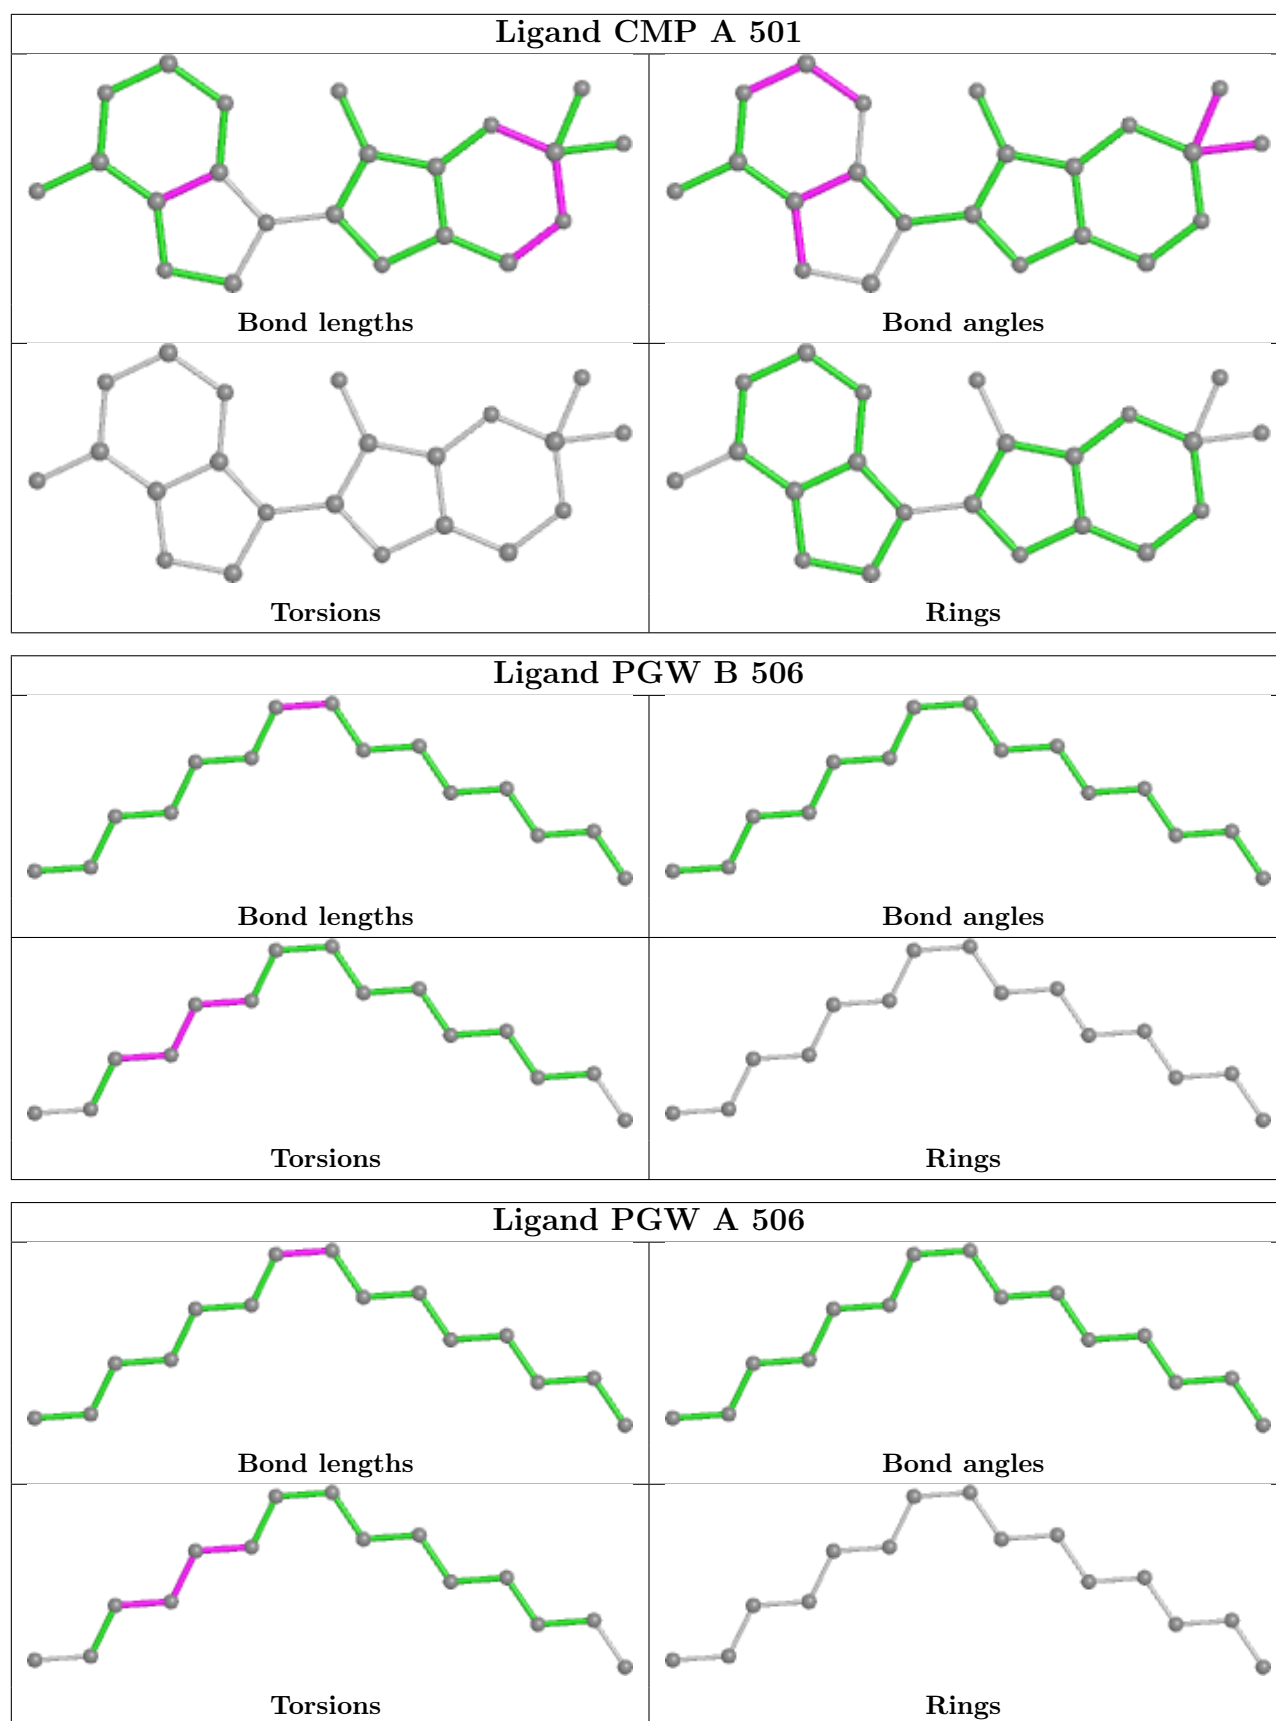 Ligand CMP A 501
Bond lengths
Bond angles
Torsions
Rings
Ligand PGW B 506
Bond lengths
Bond angles
Torsions
Rings
Ligand PGW A 506
Bond lengths
Bond angles
Torsions
Rings